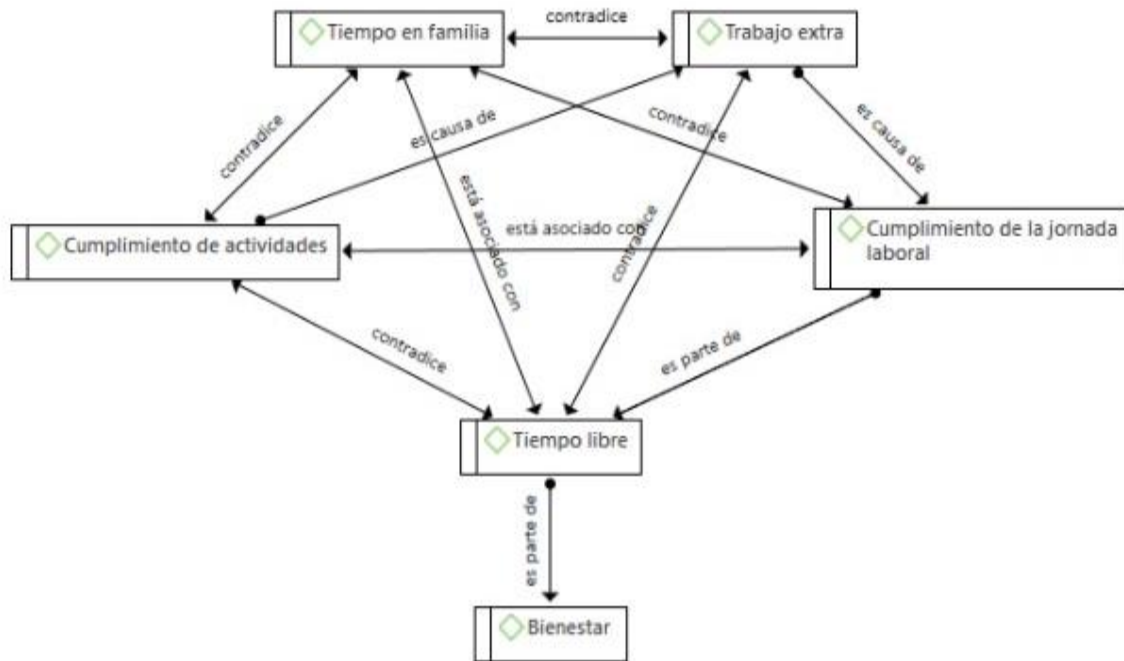 contradice
Tiempo en familia
Trabajo extra
contradice
es causa de
contradice
es causa de
está asociado con
contradice
Cumplimiento de actividades
está asociado con
Cumplimiento de la jornada
laboral
contradice
es parte de
Tiempo libre
es parte de
Bienestar